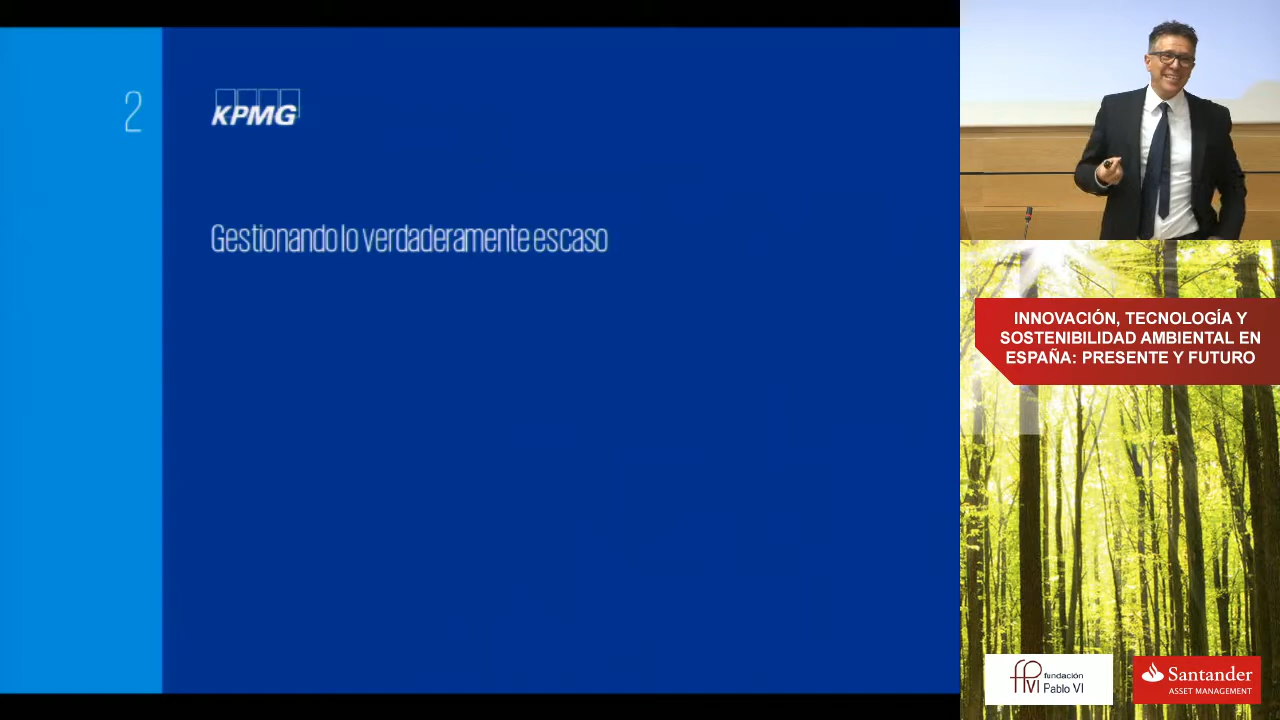 2
KPMG
Gestionando lo verdaderamente escaso
INNOVACIÓN, TECNOLOGÍA Y
SOSTENIBILIDAD AMBIENTAL EN
ESPAÑA: PRESENTE Y FUTURO
fPVI fundación
Pablo VI
Santander
ASSET MANAGEMENT